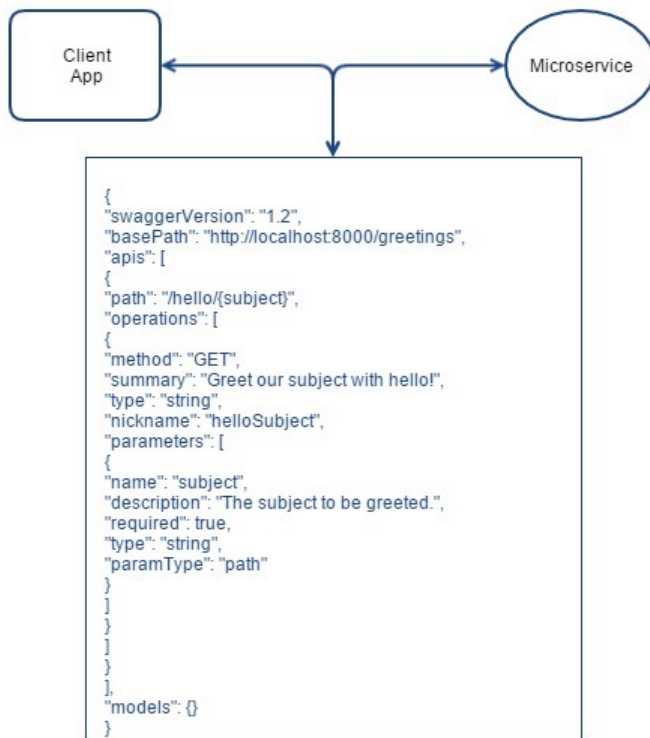 Client
App
Microservice
{
"swaggerVersion": "1.2",
"basePath": "http://localhost:8000/greetings",
"apis": [
{
"path": "/hello/{subject}",
"operations": [
{
"method": "GET",
"summary": "Greet our subject with hello!",
"type": "string",
"nickname": "helloSubject",
"parameters": [
{
"name": "subject",
"description": "The subject to be greeted.",
"required": true,
"type": "string",
"paramType": "path"
}
]
}
]
}
],
"models": {}
}